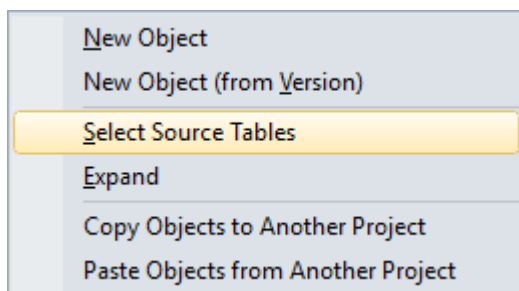 New Object
New Object (from Version)
Select Source Tables
Expand
Copy Objects to Another Project
Paste Objects from Another Project